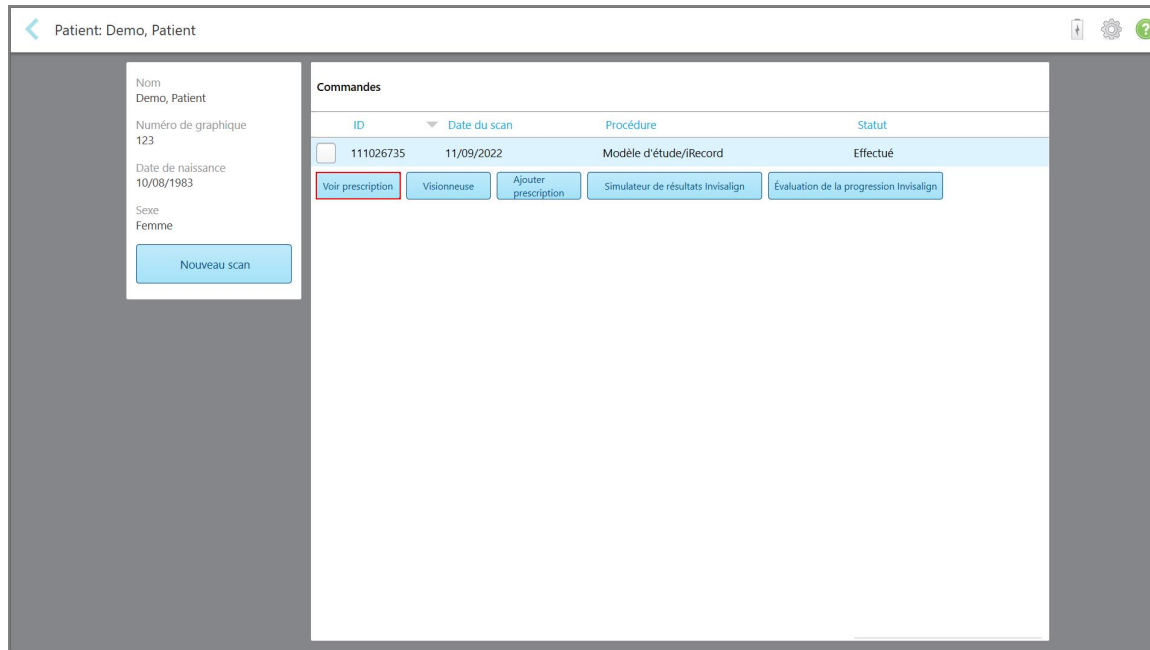 Patient: Demo, Patient
Nom
Demo, Patient
Numéro de graphique
123
Date de naissance
10/08/1983
Sexe
Femme
Nouveau scan
Commandes
ID Date du scan Procédure Statut
111026735 11/09/2022 Modèle d'étude/iRecord Effectué
Voir prescription Visionneuse Ajouter prescription Simulateur de résultats Invisalign Évaluation de la progression Invisalign
?